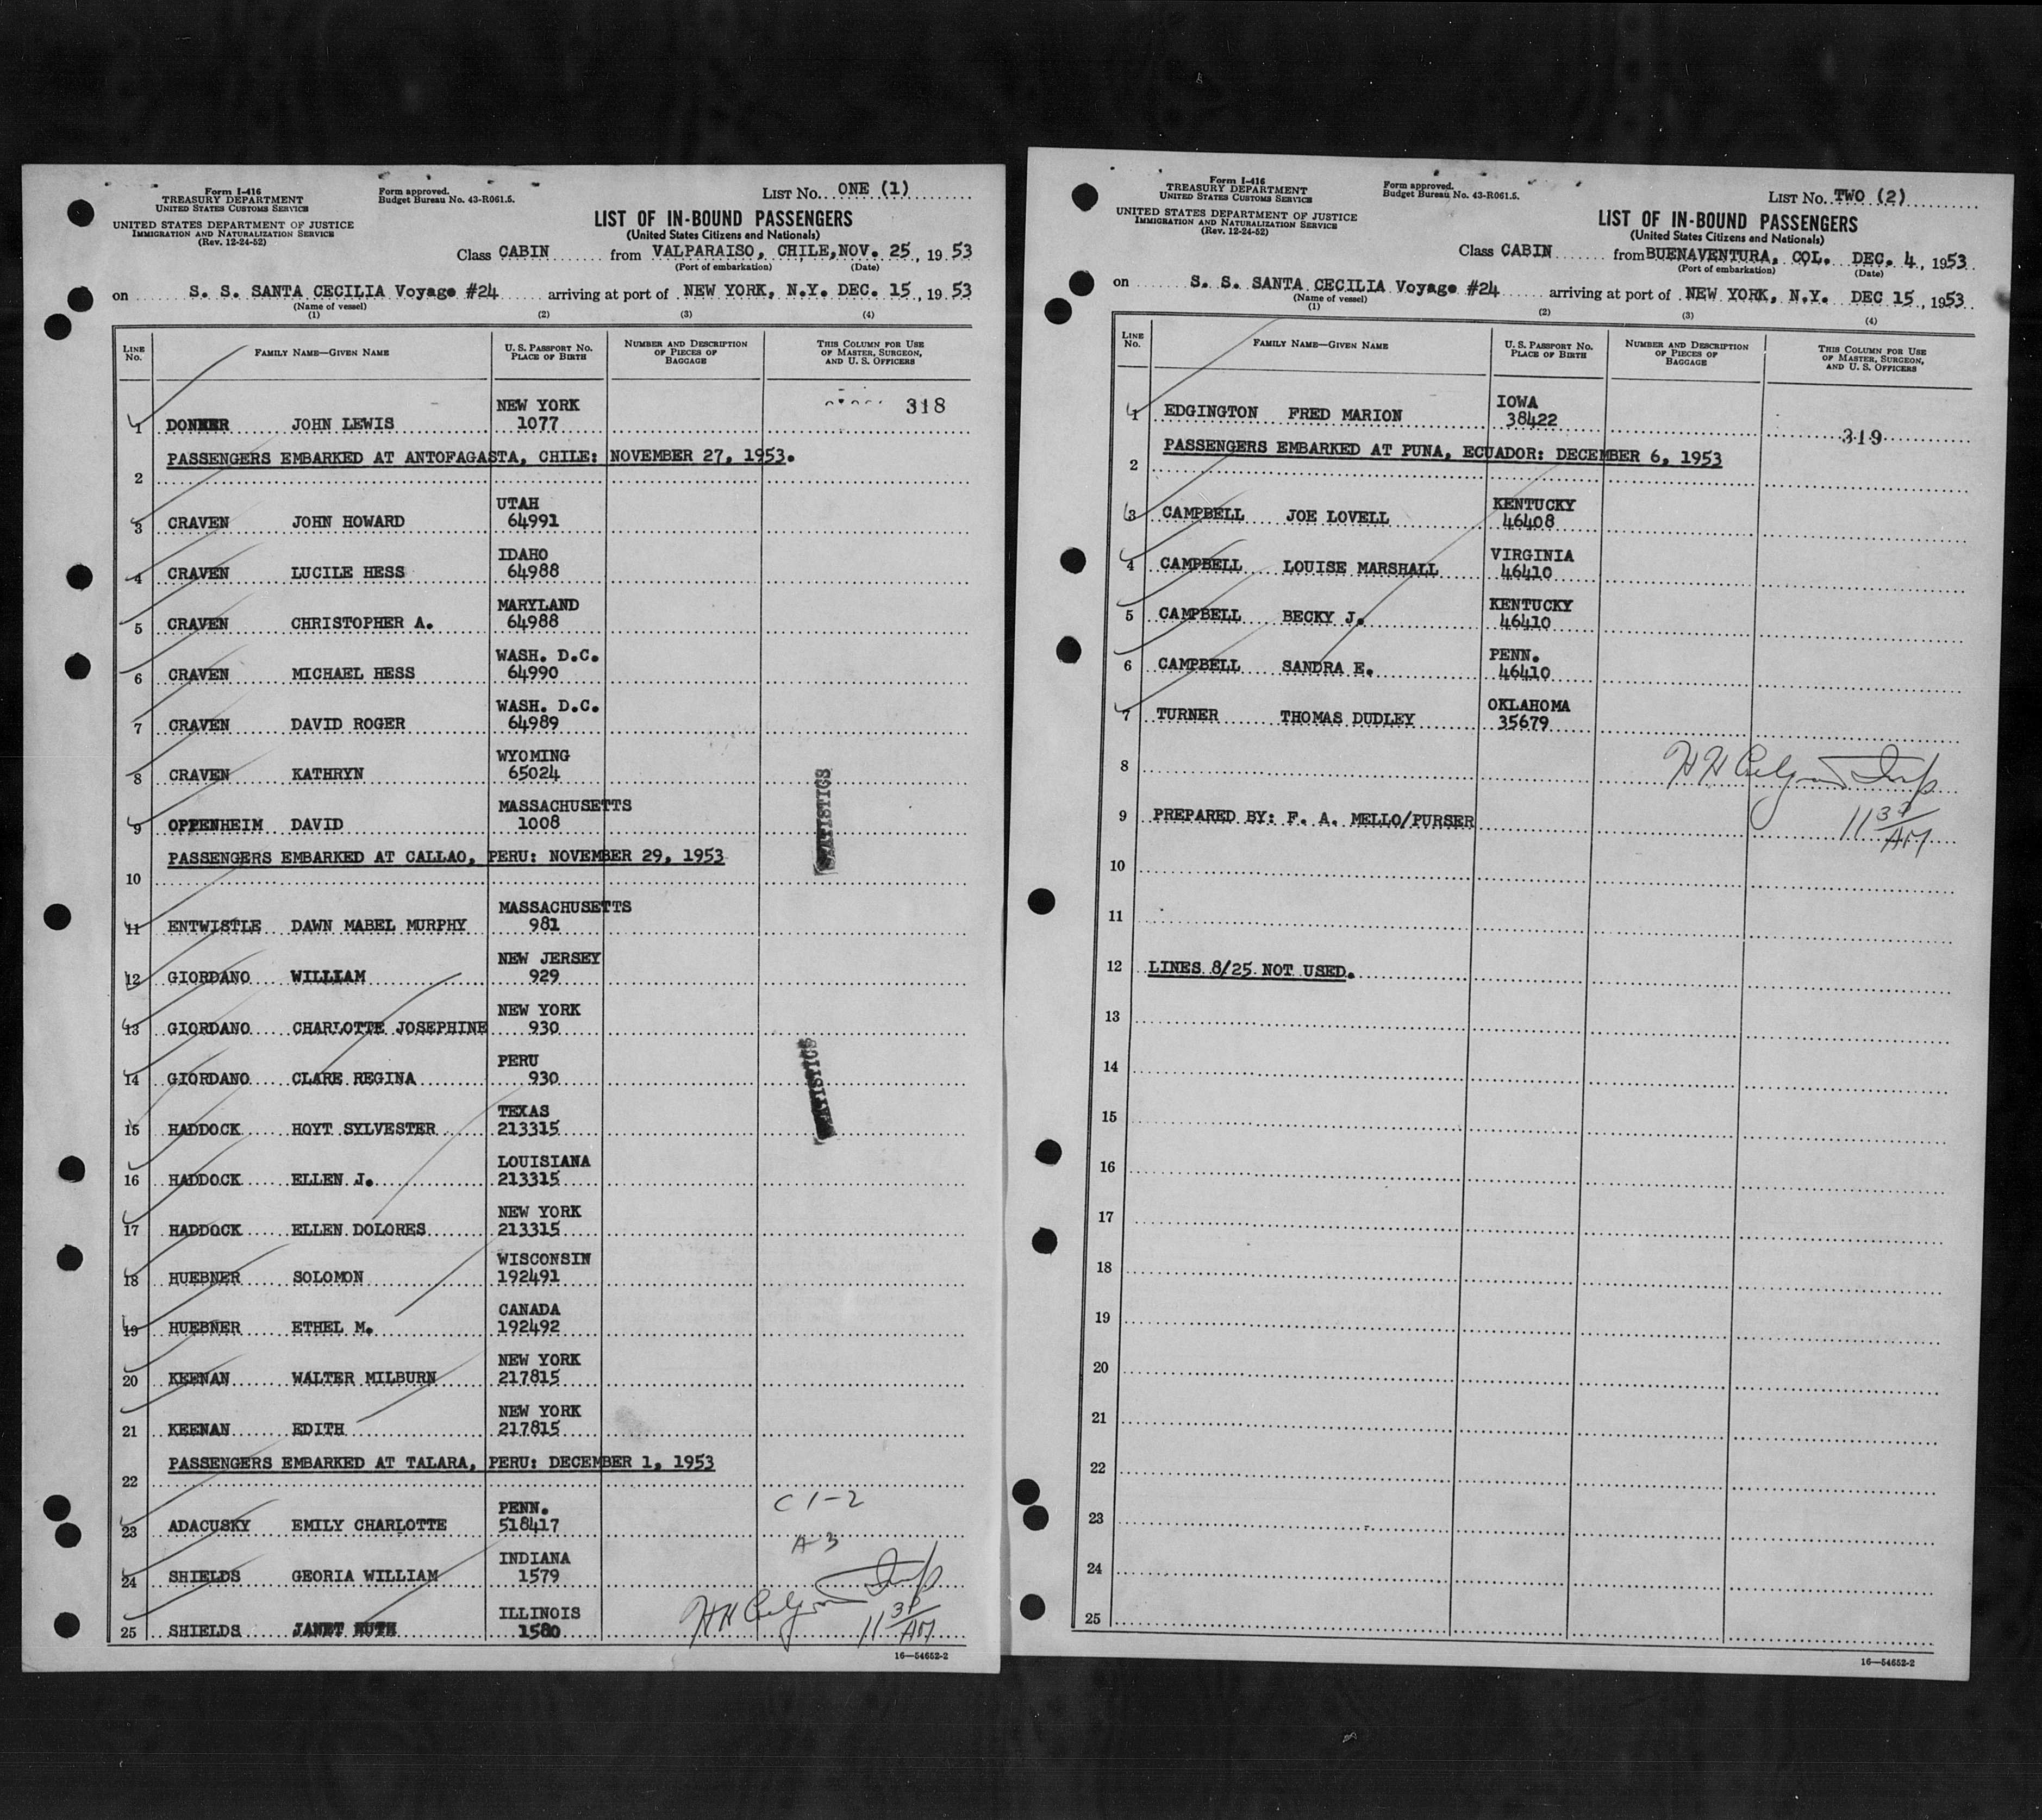 Form I-416
TREASURY DEPARTMENT
UNITED STATES CUSTOMS SERVICE
UNITED STATES DEPARTMENT OF JUSTICE
IMMIGRATION AND NATURALIZATION SERVICE
(Rev. 12-24-52)
Form approved.
Budget Bureau No. 43-R061.5.
LIST No. ONE (1)
LIST OF IN-BOUND PASSENGERS
(United States Citizens and Nationals)
Class CABIN from VALPARAISO, CHILE, NOV. 25, 1953
(Port of embarkation) (Date)
on S. S. SANTA CECILIA Voyage #24 arriving at port of NEW YORK, N.Y. DEC. 15, 1953
(Name of vessel)
(1) (2) (3) (4)
LINE No. FAMILY NAME—GIVEN NAME U. S. PASSPORT NO. PLACE OF BIRTH NUMBER AND DESCRIPTION OF PIECES OF BAGGAGE THIS COLUMN FOR USE OF MASTER, SURGEON, AND U. S. OFFICERS
NEW YORK 318
1 DONNER JOHN LEWIS 1077
PASSENGERS EMBARKED AT ANTOFAGASTA, CHILE: NOVEMBER 27, 1953.
2
UTAH
3 CRAVEN JOHN HOWARD 64991
IDAHO
4 CRAVEN LUCILE HESS 64988
MARYLAND
5 CRAVEN CHRISTOPHER A. 64988
WASH. D.C.
6 CRAVEN MICHAEL HESS 64990
WASH. D.C.
7 CRAVEN DAVID ROGER 64989
WYOMING
8 CRAVEN KATHRYN 65024
MASSACHUSETTS
9 OPPENHEIM DAVID 1008
STATISTICS
PASSENGERS EMBARKED AT CALLAO, PERU: NOVEMBER 29, 1953
10
MASSACHUSETTS
11 ENTWISTLE DAWN MABEL MURPHY 981
NEW JERSEY
12 GIORDANO WILLIAM 929
NEW YORK
13 GIORDANO CHARLOTTE JOSEPHINE 930
PERU
14 GIORDANO CLARE REGINA 930
STATISTICS
TEXAS
15 HADDOCK HOYT SYLVESTER 213315
LOUISIANA
16 HADDOCK ELLEN J. 213315
NEW YORK
17 HADDOCK ELLEN DOLORES 213315
WISCONSIN
18 HUEBNER SOLOMON 192491
CANADA
19 HUEBNER ETHEL M. 192492
NEW YORK
20 KEENAN WALTER MILBURN 217815
NEW YORK
21 KEENAN EDITH 217815
PASSENGERS EMBARKED AT TALARA, PERU: DECEMBER 1, 1953
22
PENN. C 1-2
23 ADACUSKY EMILY CHARLOTTE 518417
A-3
INDIANA
24 SHIELDS GEORIA WILLIAM 1579
ILLINOIS
25 SHIELDS JANET RUTH 1580
11 30 AM
16—54652-2
Form I-416
TREASURY DEPARTMENT
UNITED STATES CUSTOMS SERVICE
UNITED STATES DEPARTMENT OF JUSTICE
IMMIGRATION AND NATURALIZATION SERVICE
(Rev. 12-24-52)
Form approved.
Budget Bureau No. 43-R061.5.
LIST No. TWO (2)
LIST OF IN-BOUND PASSENGERS
(United States Citizens and Nationals)
Class CABIN from BUENAVENTURA, COL. DEC. 4, 1953
(Port of embarkation) (Date)
on S. S. SANTA CECILIA Voyage #24 arriving at port of NEW YORK, N.Y. DEC 15, 1953
(Name of vessel)
(1) (2) (3) (4)
LINE No. FAMILY NAME—GIVEN NAME U. S. PASSPORT NO. PLACE OF BIRTH NUMBER AND DESCRIPTION OF PIECES OF BAGGAGE THIS COLUMN FOR USE OF MASTER, SURGEON, AND U. S. OFFICERS
IOWA
1 EDGINGTON FRED MARION 38422
319
PASSENGERS EMBARKED AT PUNA, ECUADOR: DECEMBER 6, 1953
2
KENTUCKY
3 CAMPBELL JOE LOVELL 46408
VIRGINIA
4 CAMPBELL LOUISE MARSHALL 46410
KENTUCKY
5 CAMPBELL BECKY J. 46410
PENN.
6 CAMPBELL SANDRA E. 46410
OKLAHOMA
7 TURNER THOMAS DUDLEY 35679
8
9 PREPARED BY: F. A. MELLO/PURSER
11 30 AM
10
11
12 LINES 8/25 NOT USED.
13
14
15
16
17
18
19
20
21
22
23
24
25
16—54652-2